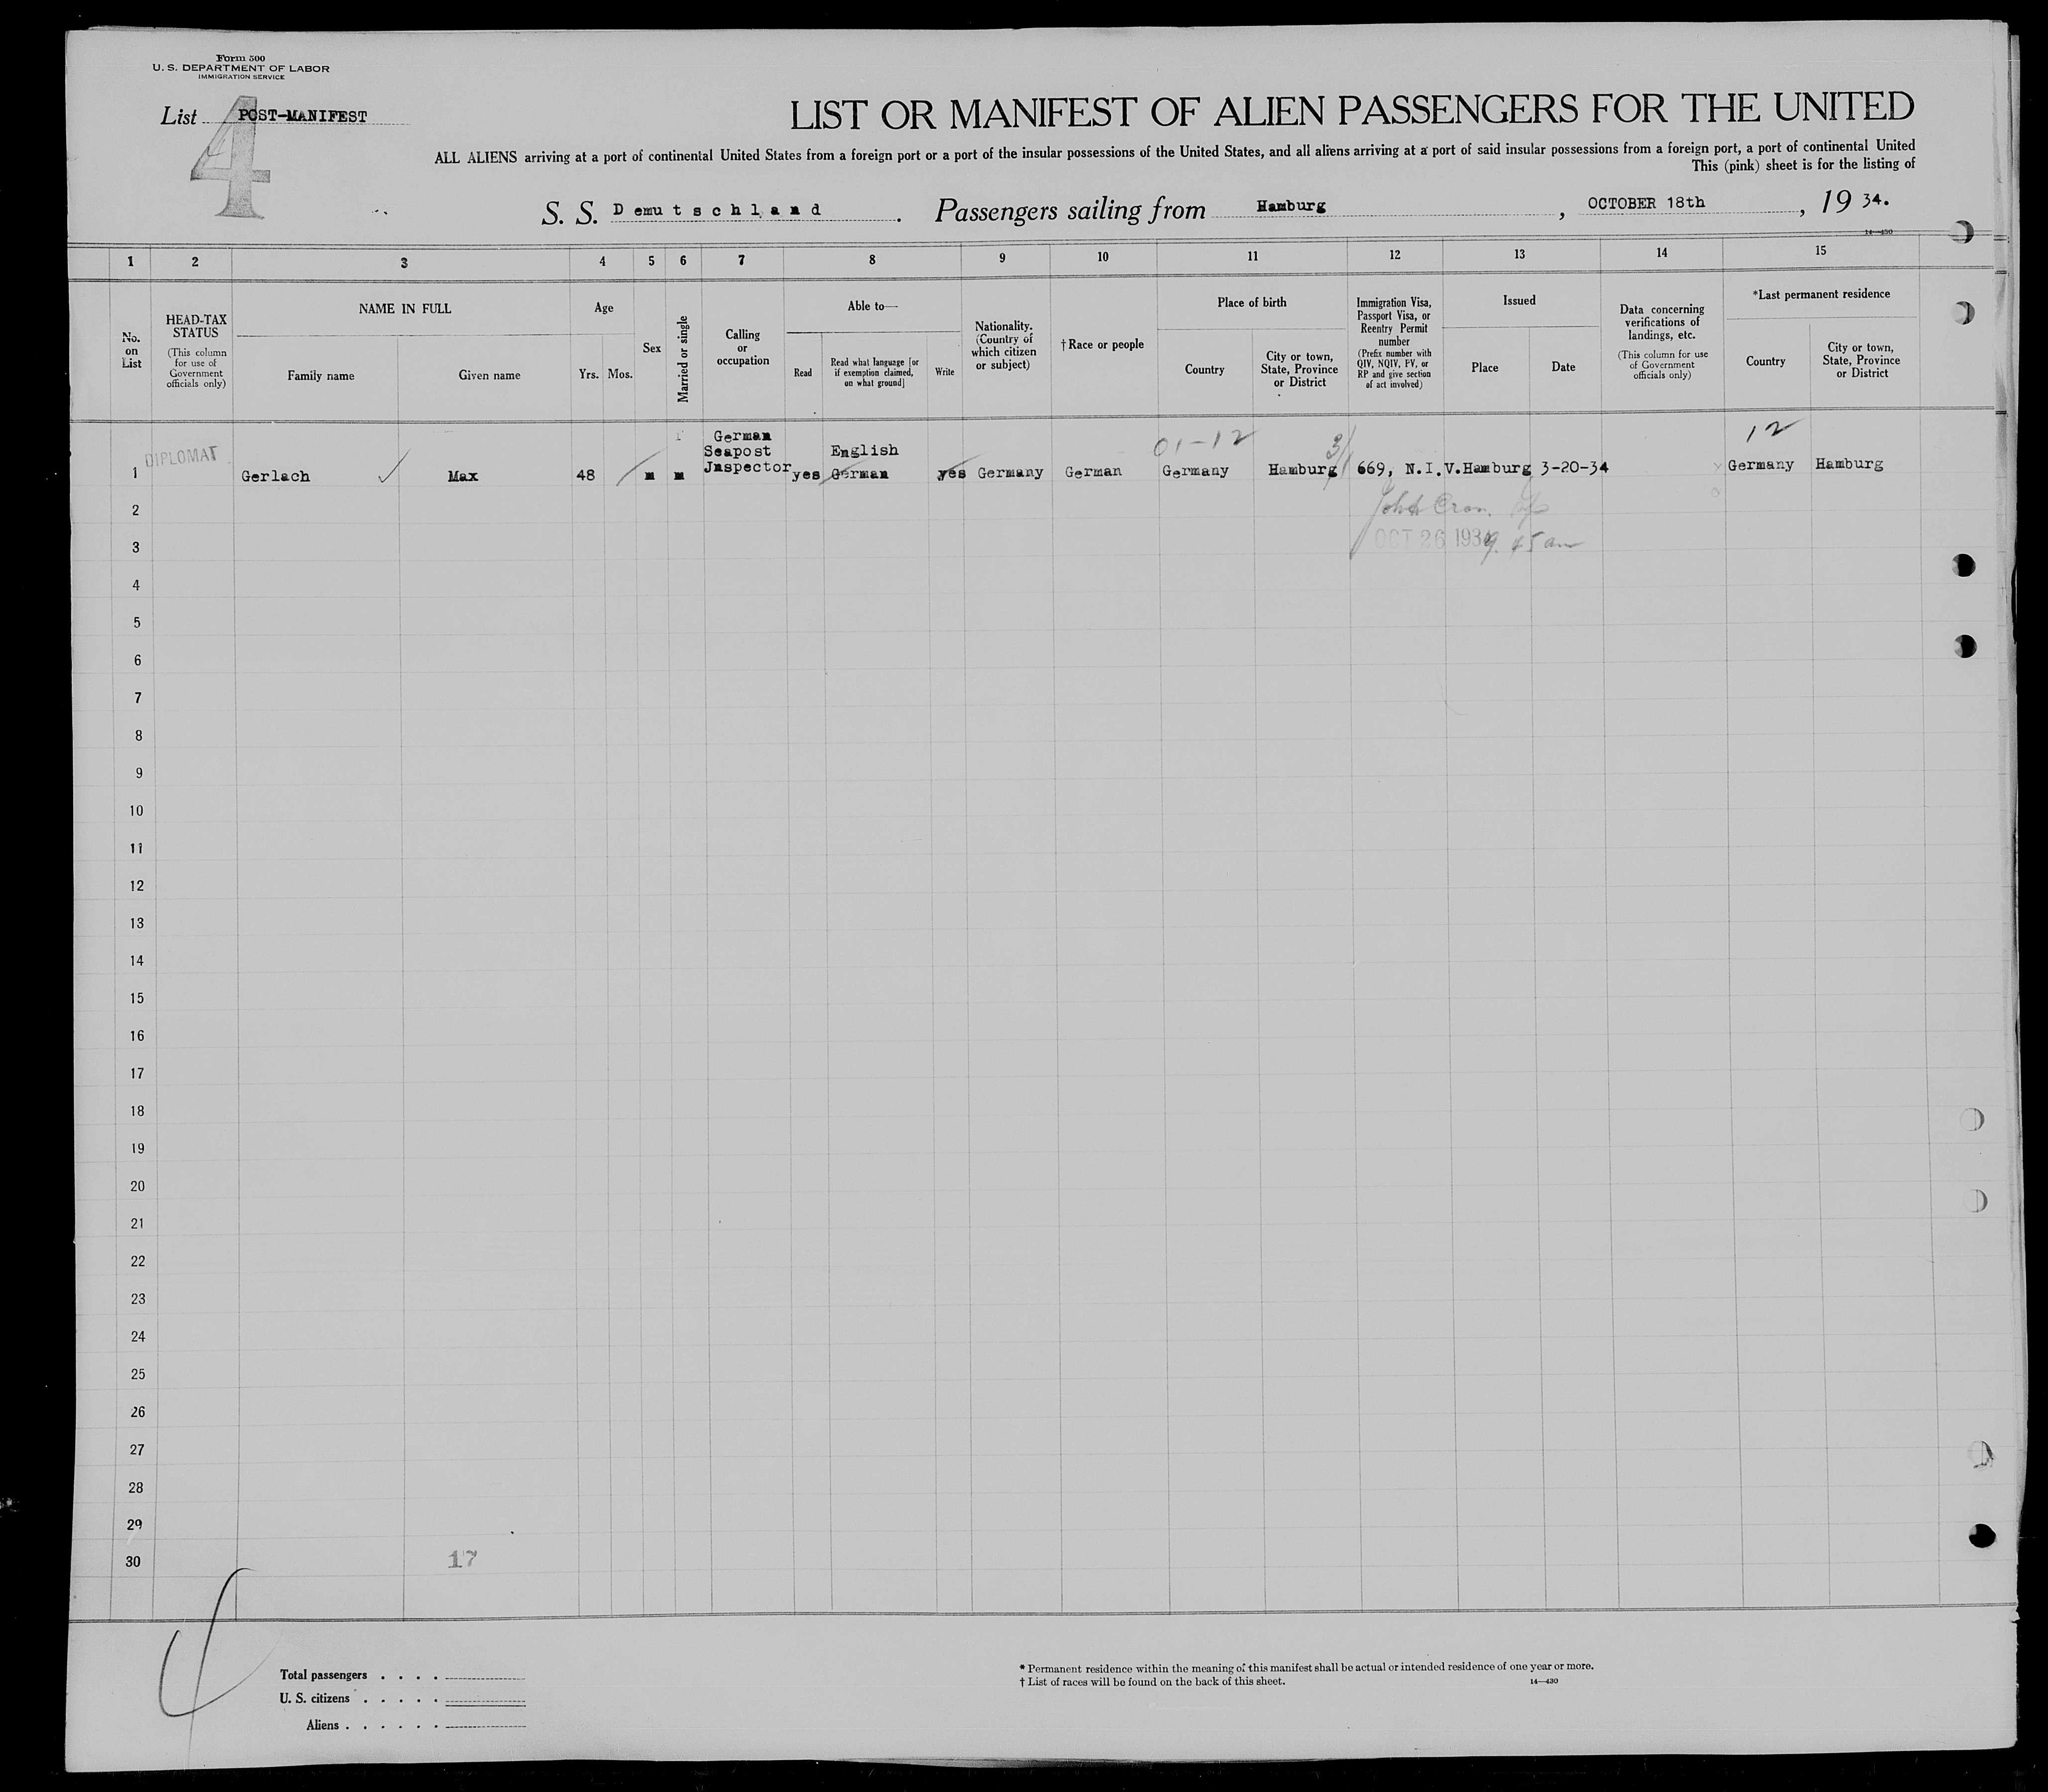 Form 500
U. S. DEPARTMENT OF LABOR
IMMIGRATION SERVICE
List POST-MANIFEST
4
LIST OR MANIFEST OF ALIEN PASSENGERS FOR THE UNITED
ALL ALIENS arriving at a port of continental United States from a foreign port or a port of the insular possessions of the United States, and all aliens arriving at a port of said insular possessions from a foreign port, a port of continental United
This (pink) sheet is for the listing of
S. S. Demutschland. Passengers sailing from Hamburg, OCTOBER 18th, 19 34.
14—430
1 2 3 4 5 6 7 8 9 10 11 12 13 14 15
No. on List
HEAD-TAX STATUS
(This column for use of Government officials only)
NAME IN FULL
Family name
Given name
Age
Yrs. Mos.
Sex
Married or single
Calling or occupation
Able to—
Read
Read what language [or if exemption claimed, on what ground]
Write
Nationality. (Country of which citizen or subject)
† Race or people
Place of birth
Country
City or town, State, Province or District
Immigration Visa, Passport Visa, or Reentry Permit number
(Prefix number with QIV, NQIV, PV, or RP and give section of act involved)
Issued
Place
Date
Data concerning verifications of landings, etc.
(This column for use of Government officials only)
*Last permanent residence
Country
City or town, State, Province or District
01-12 3/ 12
German
Seapost English
1 DIPLOMAT Gerlach Max 48 m m Jnspector yes German yes Germany German Germany Hamburg 669, N.I.V. Hamburg 3-20-34 Germany Hamburg
2 John
3 OCT 26 1934 9.45 am
4
5
6
7
8
9
10
11
12
13
14
15
16
17
18
19
20
21
22
23
24
25
26
27
28
29
30 17
Total passengers . . . .
U. S. citizens . . . . .
Aliens . . . . . .
* Permanent residence within the meaning of this manifest shall be actual or intended residence of one year or more.
† List of races will be found on the back of this sheet.
14—430